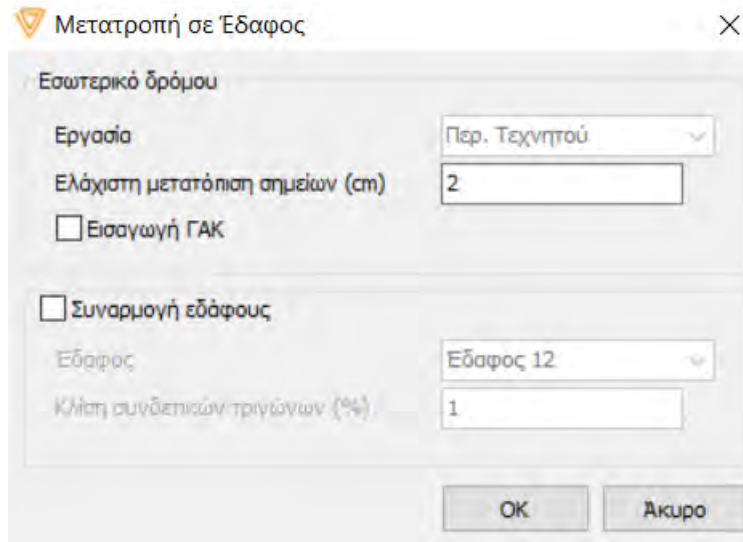 Μετατροπή σε Έδαφος
Εσωτερικό δρόμου
Εργασία Περ. Τεχνητού
Ελάχιστη μετατόπιση σημείων (cm) 2
Εισαγωγή ΓΑΚ
Συναρμογή εδάφους
Έδαφος Έδαφος 12
Κλίση συνδετικών τριγώνων (%) 1
OK Άκυρο